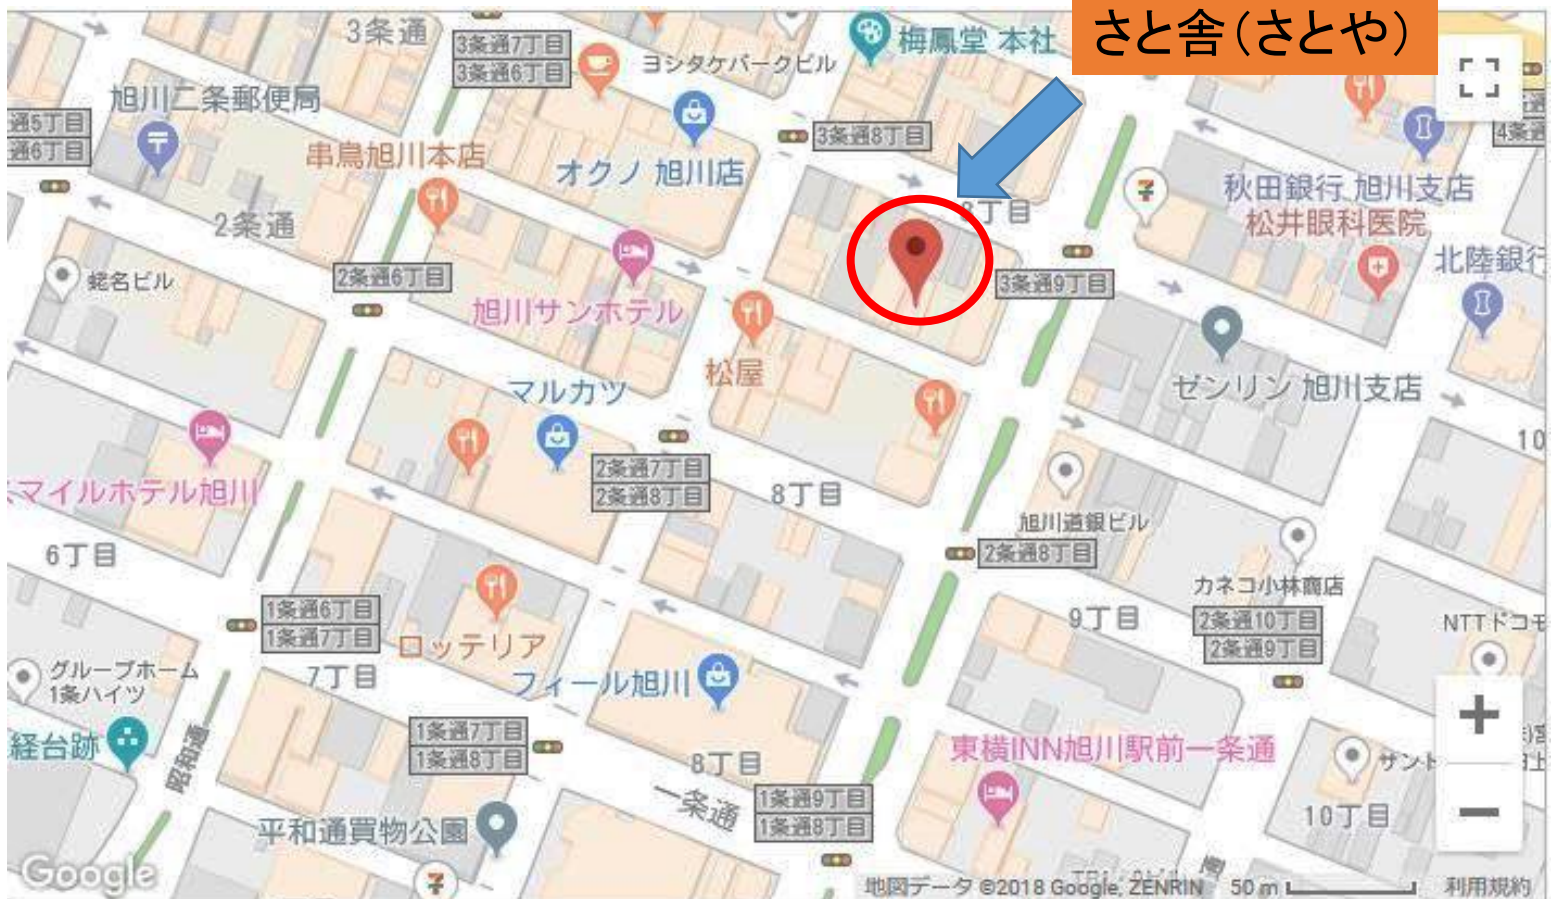 さと舎(さとや)
3条通
3条通7丁目
3条通6丁目
ヨシタケパークビル
梅鳳堂 本社
旭川二条郵便局
通5丁目
通6丁目
串鳥旭川本店
オクノ 旭川店
3条通8丁目
秋田銀行 旭川支店
松井眼科医院
北陸銀行
2条通
蛯名ビル
2条通6丁目
旭川サンホテル
3条通9丁目
松屋
マルカツ
ゼンリン 旭川支店
マイルホテル旭川
2条通7丁目
2条通8丁目
8丁目
10
旭川道銀ビル
2条通8丁目
6丁目
カネコ小林商店
1条通6丁目
1条通7丁目
ロッテリア
9丁目
2条通10丁目
2条通9丁目
NTTドコモ
グループホーム
1条ハイツ
7丁目
フィール旭川
経台跡
昭和通
1条通7丁目
1条通8丁目
8丁目
東横INN旭川駅前一条通
サント
一条通
1条通9丁目
1条通8丁目
10丁目
平和通買物公園
Google
地図データ ©2018 Google, ZENRIN
50 m
利用規約